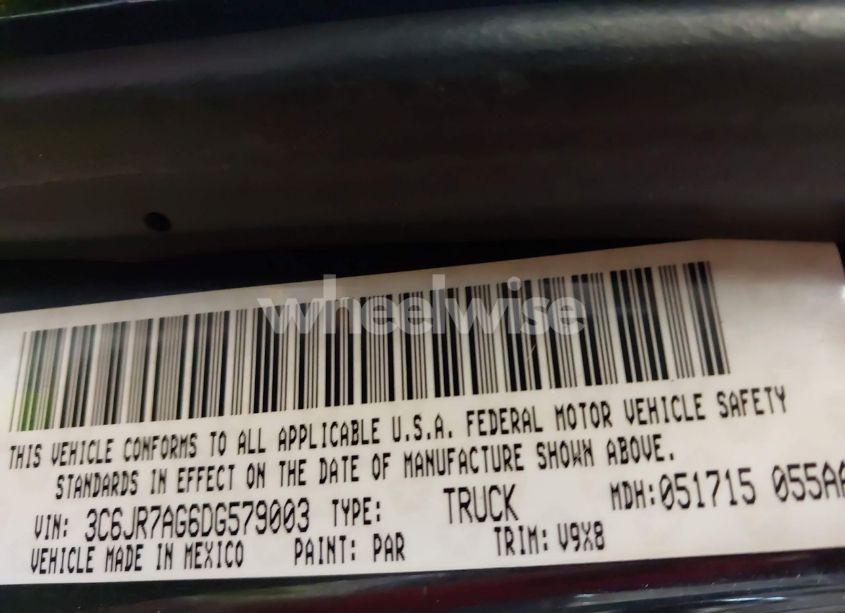 wheelwise
THIS VEHICLE CONFORMS TO ALL APPLICABLE U.S.A. FEDERAL MOTOR VEHICLE SAFETY
STANDARDS IN EFFECT ON THE DATE OF MANUFACTURE SHOWN ABOVE.
VIN: 3C6JR7AG6DG579003 TYPE: TRUCK MDH: 051715 055AA
VEHICLE MADE IN MEXICO PAINT: PAR TRIM: V9X8